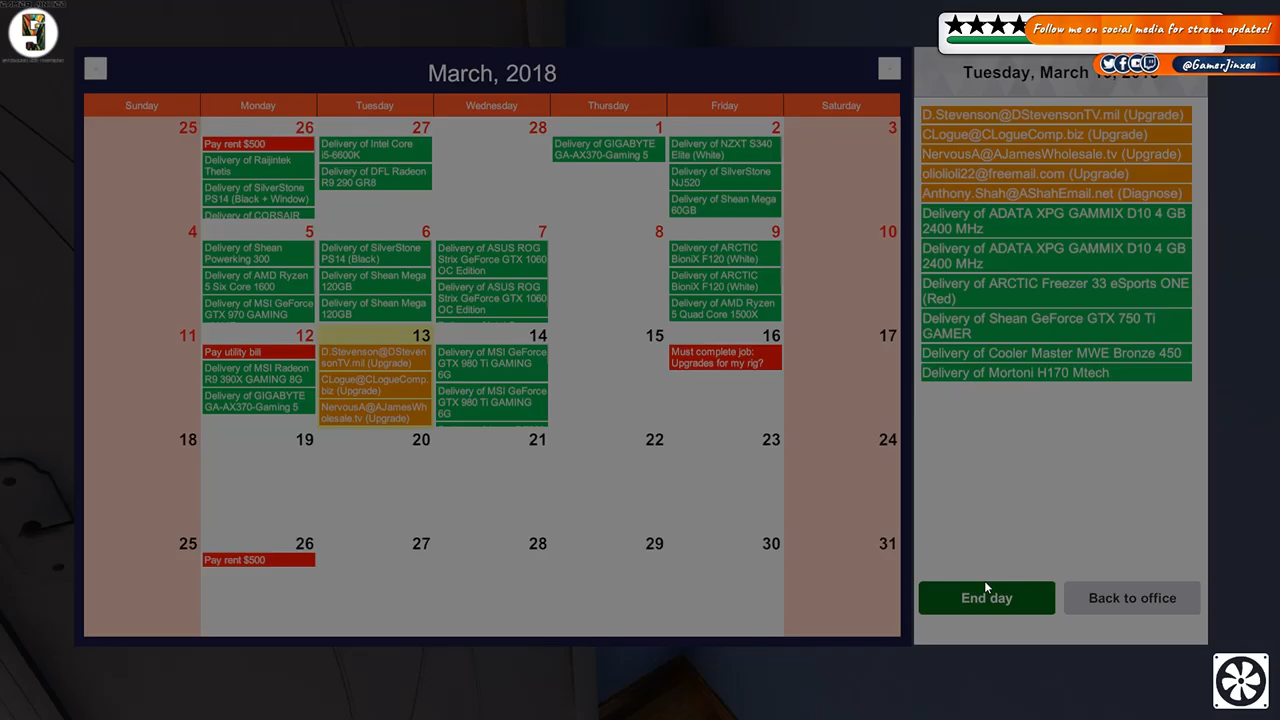 Follow me on social media for stream updates!
@GamerJinxed
March, 2018
Tuesday, March
Sunday Monday Tuesday Wednesday Thursday Friday Saturday
25 26 27 28 1 2 3
Pay rent $500
Delivery of Raijintek
Thetis
Delivery of SilverStone
PS14 (Black + Window)
Delivery of CORSAIR
Delivery of Intel Core
i5-6600K
Delivery of DFL Radeon
R9 290 GR8
Delivery of GIGABYTE
GA-AX370-Gaming 5
Delivery of NZXT S340
Elite (White)
Delivery of SilverStone
NJ520
Delivery of Shean Mega
60GB
4 5 6 7 8 9 10
Delivery of Shean
Powerking 300
Delivery of AMD Ryzen
5 Six Core 1600
Delivery of MSI GeForce
GTX 970 GAMING
Delivery of SilverStone
PS14 (Black)
Delivery of Shean Mega
120GB
Delivery of Shean Mega
120GB
Delivery of ASUS ROG
Strix GeForce GTX 1060
OC Edition
Delivery of ASUS ROG
Strix GeForce GTX 1060
OC Edition
Delivery of ARCTIC
BioniX F120 (White)
Delivery of ARCTIC
BioniX F120 (White)
Delivery of AMD Ryzen
5 Quad Core 1500X
11 12 13 14 15 16 17
Pay utility bill
Delivery of MSI Radeon
R9 390X GAMING 8G
Delivery of GIGABYTE
GA-AX370-Gaming 5
D.Stevenson@DSteven
sonTV.mil (Upgrade)
CLogue@CLogueComp.
biz (Upgrade)
NervousA@AJamesWh
olesale.tv (Upgrade)
Delivery of MSI GeForce
GTX 980 Ti GAMING
6G
Delivery of MSI GeForce
GTX 980 Ti GAMING
6G
Must complete job:
Upgrades for my rig?
18 19 20 21 22 23 24
25 26 27 28 29 30 31
Pay rent $500
D.Stevenson@DStevensonTV.mil (Upgrade)
CLogue@CLogueComp.biz (Upgrade)
NervousA@AJamesWholesale.tv (Upgrade)
oliolioli22@freemail.com (Upgrade)
Anthony.Shah@AShahEmail.net (Diagnose)
Delivery of ADATA XPG GAMMIX D10 4 GB
2400 MHz
Delivery of ADATA XPG GAMMIX D10 4 GB
2400 MHz
Delivery of ARCTIC Freezer 33 eSports ONE
(Red)
Delivery of Shean GeForce GTX 750 Ti
GAMER
Delivery of Cooler Master MWE Bronze 450
Delivery of Mortoni H170 Mtech
End day
Back to office